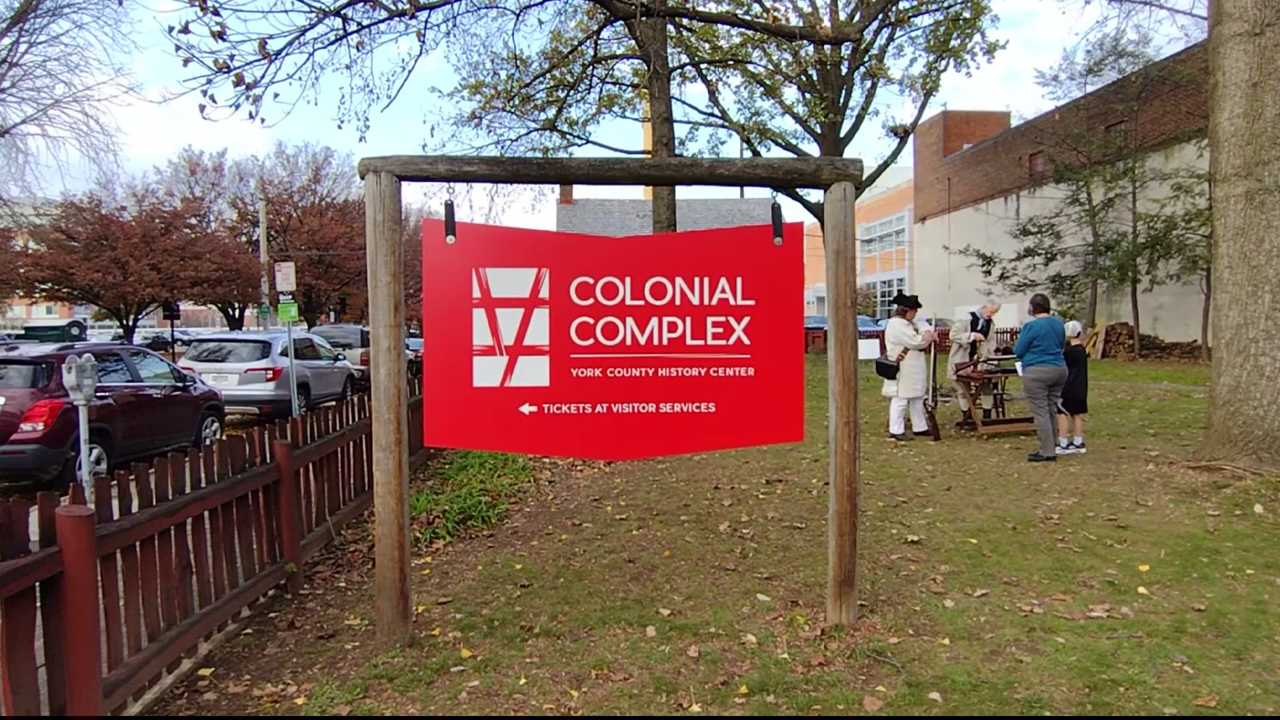 COLONIAL
COMPLEX
YORK COUNTY HISTORY CENTER
TICKETS AT VISITOR SERVICES